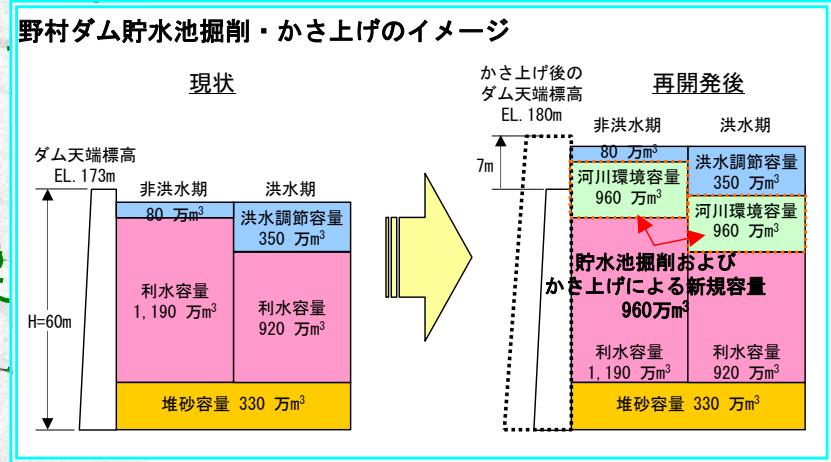 野村ダム貯水池掘削・かさ上げのイメージ
現状
ダム天端標高
EL. 173m
非洪水期
洪水期
80 万m³
洪水調節容量
350 万m³
利水容量
1,190 万m³
利水容量
920 万m³
H=60m
堆砂容量 330 万m³
かさ上げ後の
ダム天端標高
EL. 180m
再開発後
非洪水期
洪水期
7m
80 万m³
洪水調節容量
350 万m³
河川環境容量
960 万m³
河川環境容量
960 万m³
貯水池掘削および
かさ上げによる新規容量
960万m³
利水容量
1,190 万m³
利水容量
920 万m³
堆砂容量 330 万m³